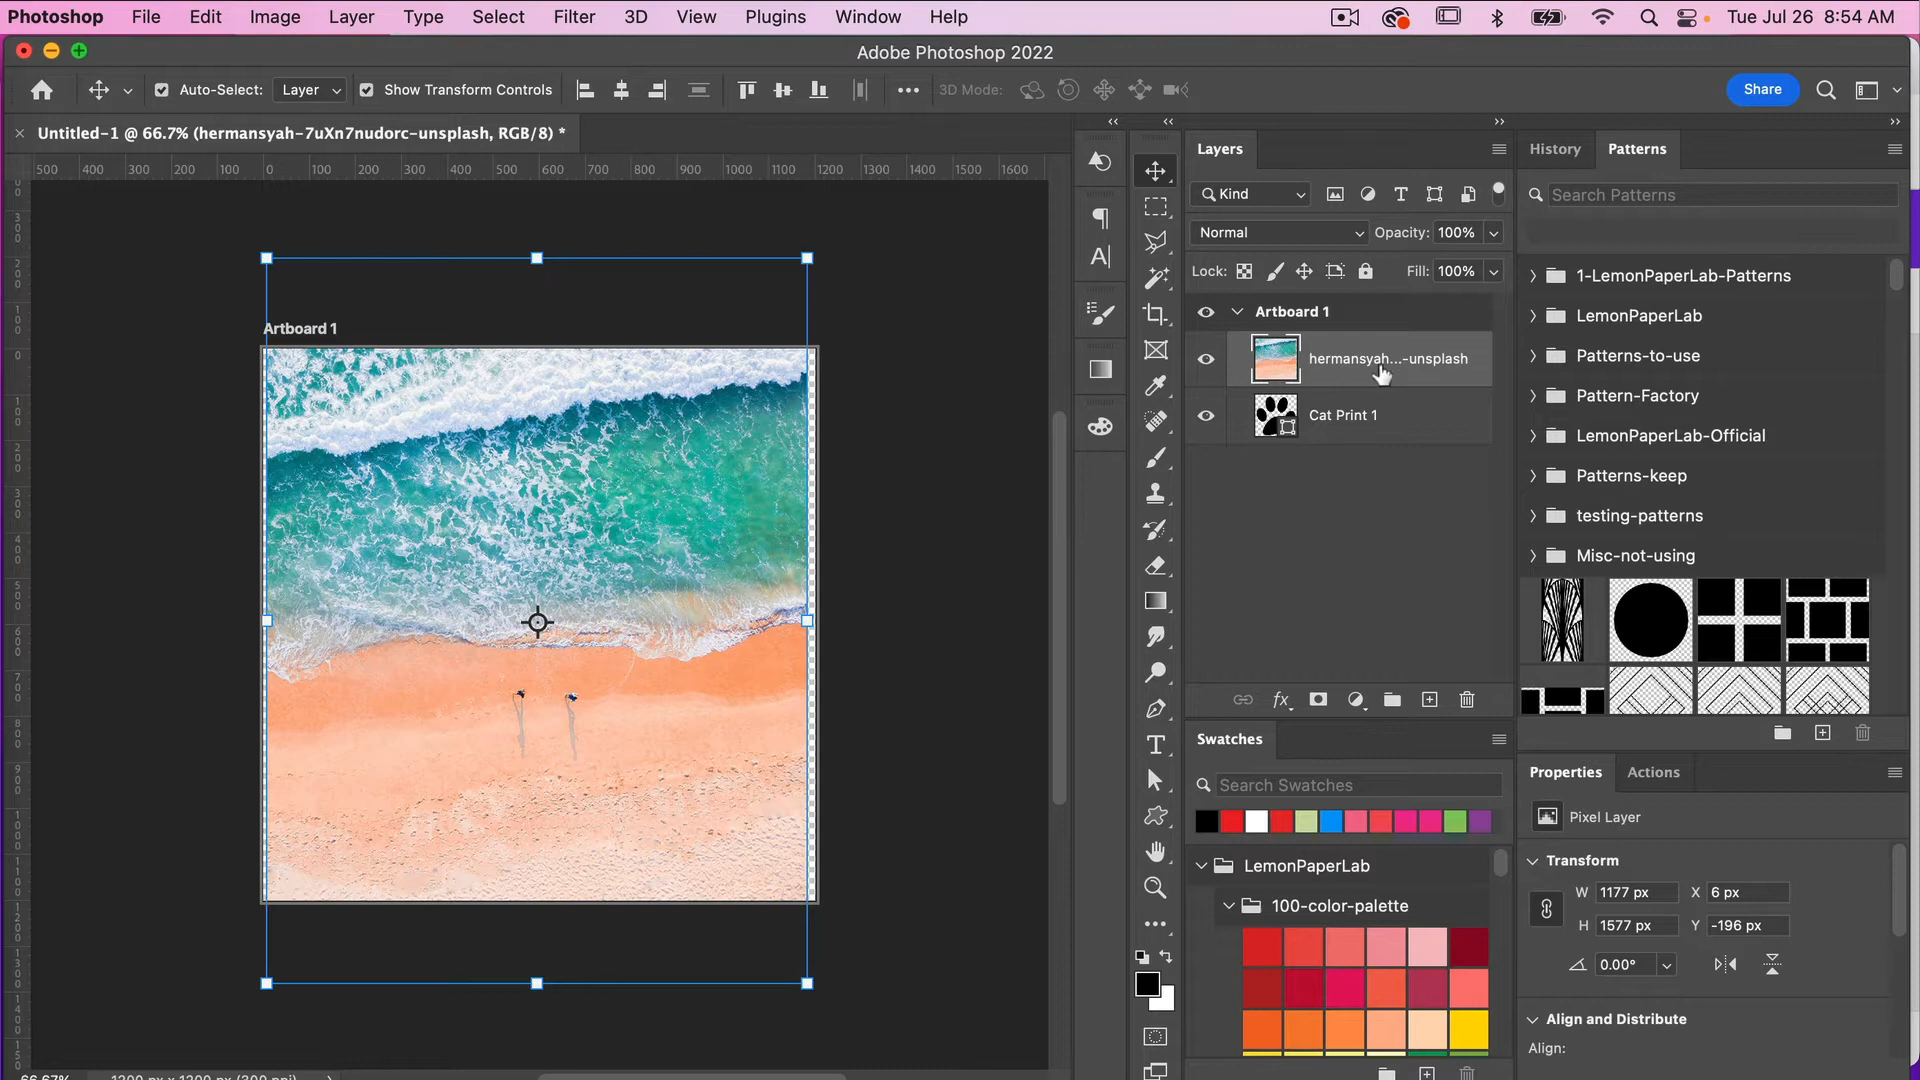 Photoshop File Edit Image Layer Type Select Filter 3D View Plugins Window Help Tue Jul 26 8:54 AM
Adobe Photoshop 2022
Auto-Select: Layer Show Transform Controls 3D Mode: Share
Untitled-1 @ 66.7% (hermansyah-7uXn7nudorc-unsplash, RGB/8) *
500 400 300 200 100 0 100 200 300 400 500 600 700 800 900 1000 1100 1200 1300 1400 1500 1600
Artboard 1
Layers
Kind
Normal Opacity: 100%
Lock: Fill: 100%
Artboard 1
hermansyah...-unsplash
Cat Print 1
fx
Swatches
Search Swatches
LemonPaperLab
100-color-palette
History Patterns
Search Patterns
1-LemonPaperLab-Patterns
LemonPaperLab
Patterns-to-use
Pattern-Factory
LemonPaperLab-Official
Patterns-keep
testing-patterns
Misc-not-using
Properties Actions
Pixel Layer
Transform
W 1177 px X 6 px
H 1577 px Y -196 px
0.00°
Align and Distribute
Align:
66.67% 1200 px x 1200 px (300 ppi)